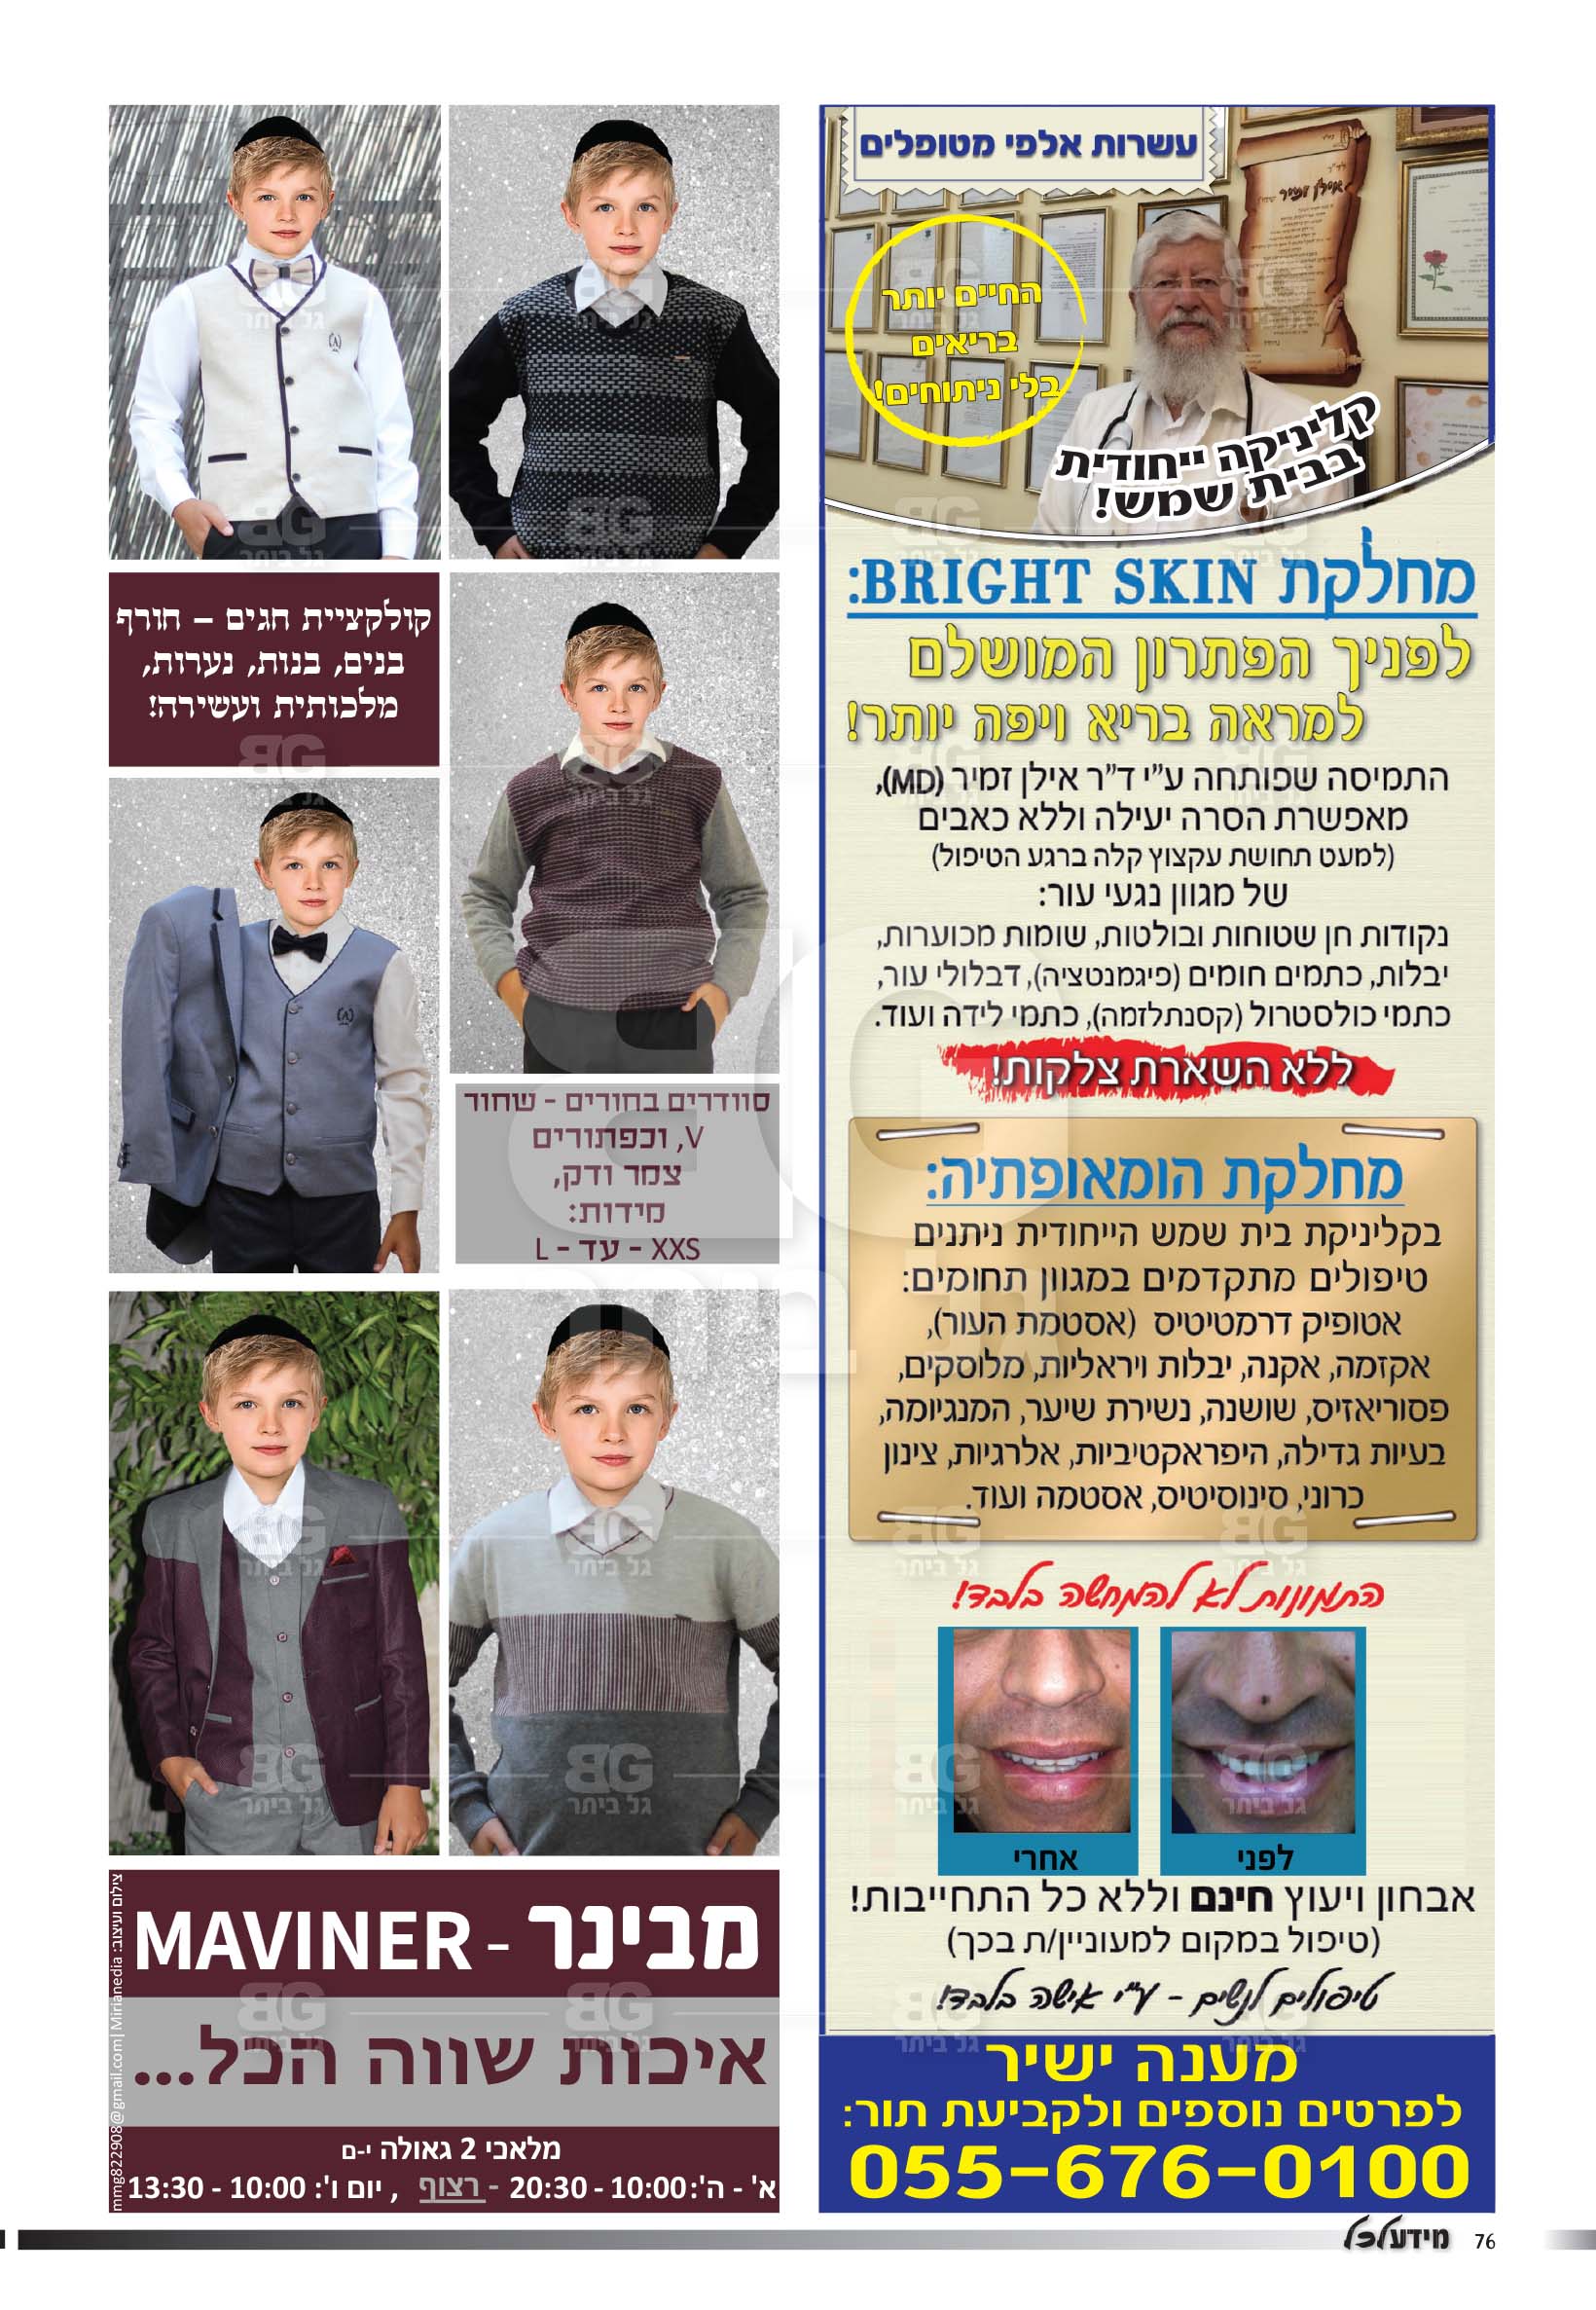 עשרות אלפי מטופלים
החיים יותר
בריאים
בלי ניתוחים!
אילן זמיר
קליניקה ייחודית
בבית שמש!
מחלקת BRIGHT SKIN:
לפניך הפתרון המושלם
למראה בריא ויפה יותר!
התמיסה שפותחה ע"י ד"ר אילן זמיר (MD),
מאפשרת הסרה יעילה וללא כאבים
(למעט תחושת עקצוץ קלה ברגע הטיפול)
של מגוון נגעי עור:
נקודות חן שטוחות ובולטות, שומות מכוערות,
יבלות, כתמים חומים (פיגמנטציה), דבלולי עור,
כתמי כולסטרול (קסנתלזמה), כתמי לידה ועוד.
ללא השארת צלקות!
מחלקת הומאופתיה:
בקליניקת בית שמש הייחודית ניתנים
טיפולים מתקדמים במגוון תחומים:
אטופיק דרמטיטיס (אסטמת העור),
אקזמה, אקנה, יבלות ויראליות, מלוסקים,
פסוריאזיס, שושנה, נשירת שיער, המנגיומה,
בעיות גדילה, היפראקטיביות, אלרגיות, צינון
כרוני, סינוסיטיס, אסטמה ועוד.
התמונות לא להמחשה בלבד!
לפני
אחרי
אבחון ויעוץ חינם וללא כל התחייבות!
(טיפול במקום למעוניין/ת בכך)
טיפולים לנשים - ע"י אישה בלבד!
מענה ישיר
לפרטים נוספים ולקביעת תור:
055-676-0100
קולקציית חגים – חורף
בנים, בנות, נערות,
מלכותית ועשירה!
סוודרים בחורים - שחור
V, וכפתורים
צמר ודק,
מידות:
XXS - עד - L
מבינר - MAVINER
איכות שווה הכל...
מלאכי 2 גאולה י-ם
א' - ה': 10:00 - 20:30 - רצוף , יום ו': 10:00 - 13:30
צילום ועיצוב: mmg822908@gmail.com|Mirianedia
גל ביתר
BG
76 מידע לכל